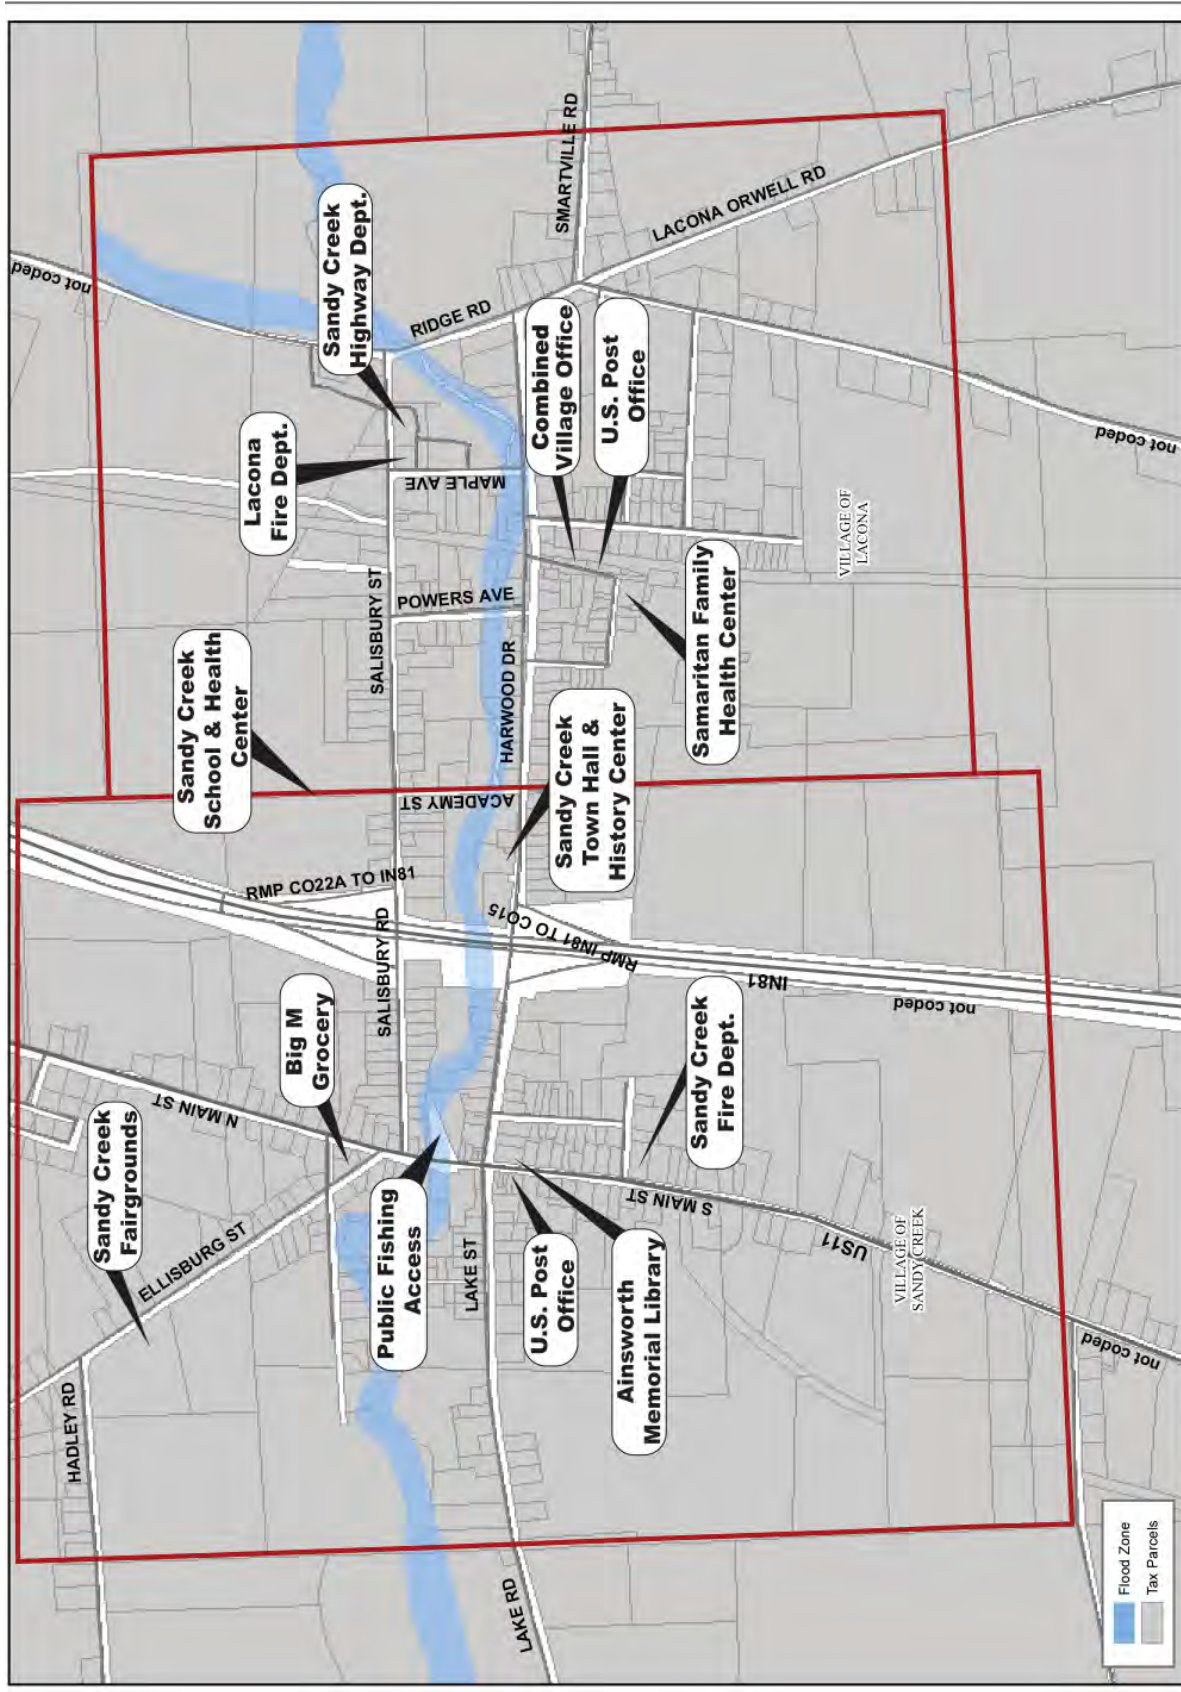 not coded
SMARTVILLE RD
LACONA ORWELL RD
RIDGE RD
Sandy Creek
Highway Dept.
Lacona
Fire Dept.
Combined
Village Office
U.S. Post
Office
not coded
MAPLE AVE
SALISBURY ST
POWERS AVE
HARWOOD DR
VILLAGE OF
LACONA
Samaritan Family
Health Center
Sandy Creek
School & Health
Center
ACADEMY ST
Sandy Creek
Town Hall &
History Center
RMP CO22A TO IN81
SALISBURY RD
RMP IN81 TO CO15
IN81
not coded
Big M
Grocery
N MAIN ST
Sandy Creek
Fire Dept.
Sandy Creek
Fairgrounds
ELLISBURG ST
Public Fishing
Access
LAKE ST
U.S. Post
Office
Ainsworth
Memorial Library
S MAIN ST
US11
VILLAGE OF
SANDY CREEK
not coded
HADLEY RD
LAKE RD
Flood Zone
Tax Parcels